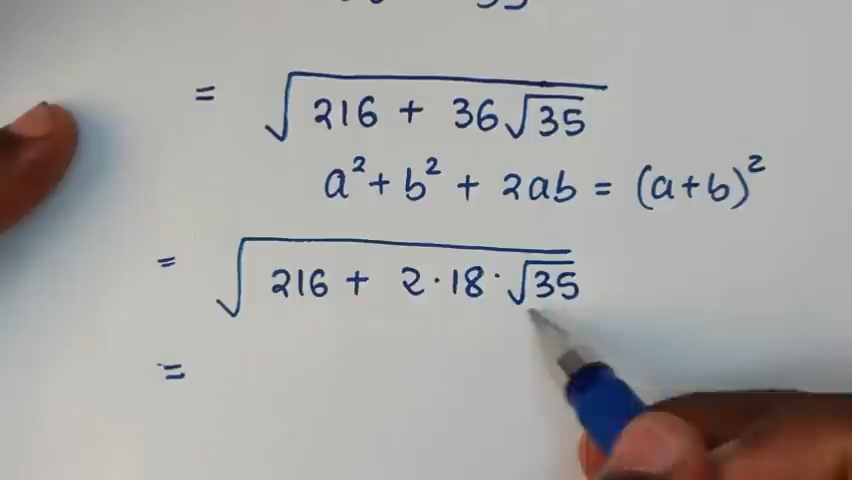 = √216 + 36√35
a² + b² + 2ab = (a+b)²
= √216 + 2·18·√35
=